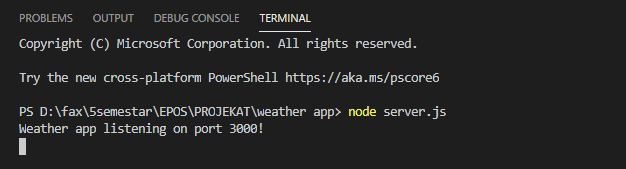 PROBLEMS OUTPUT DEBUG CONSOLE TERMINAL
Copyright (C) Microsoft Corporation. All rights reserved.
Try the new cross-platform PowerShell https://aka.ms/pscore6
PS D:\fax\5semestar\EPOS\PROJEKAT\weather app> node server.js
Weather app listening on port 3000!